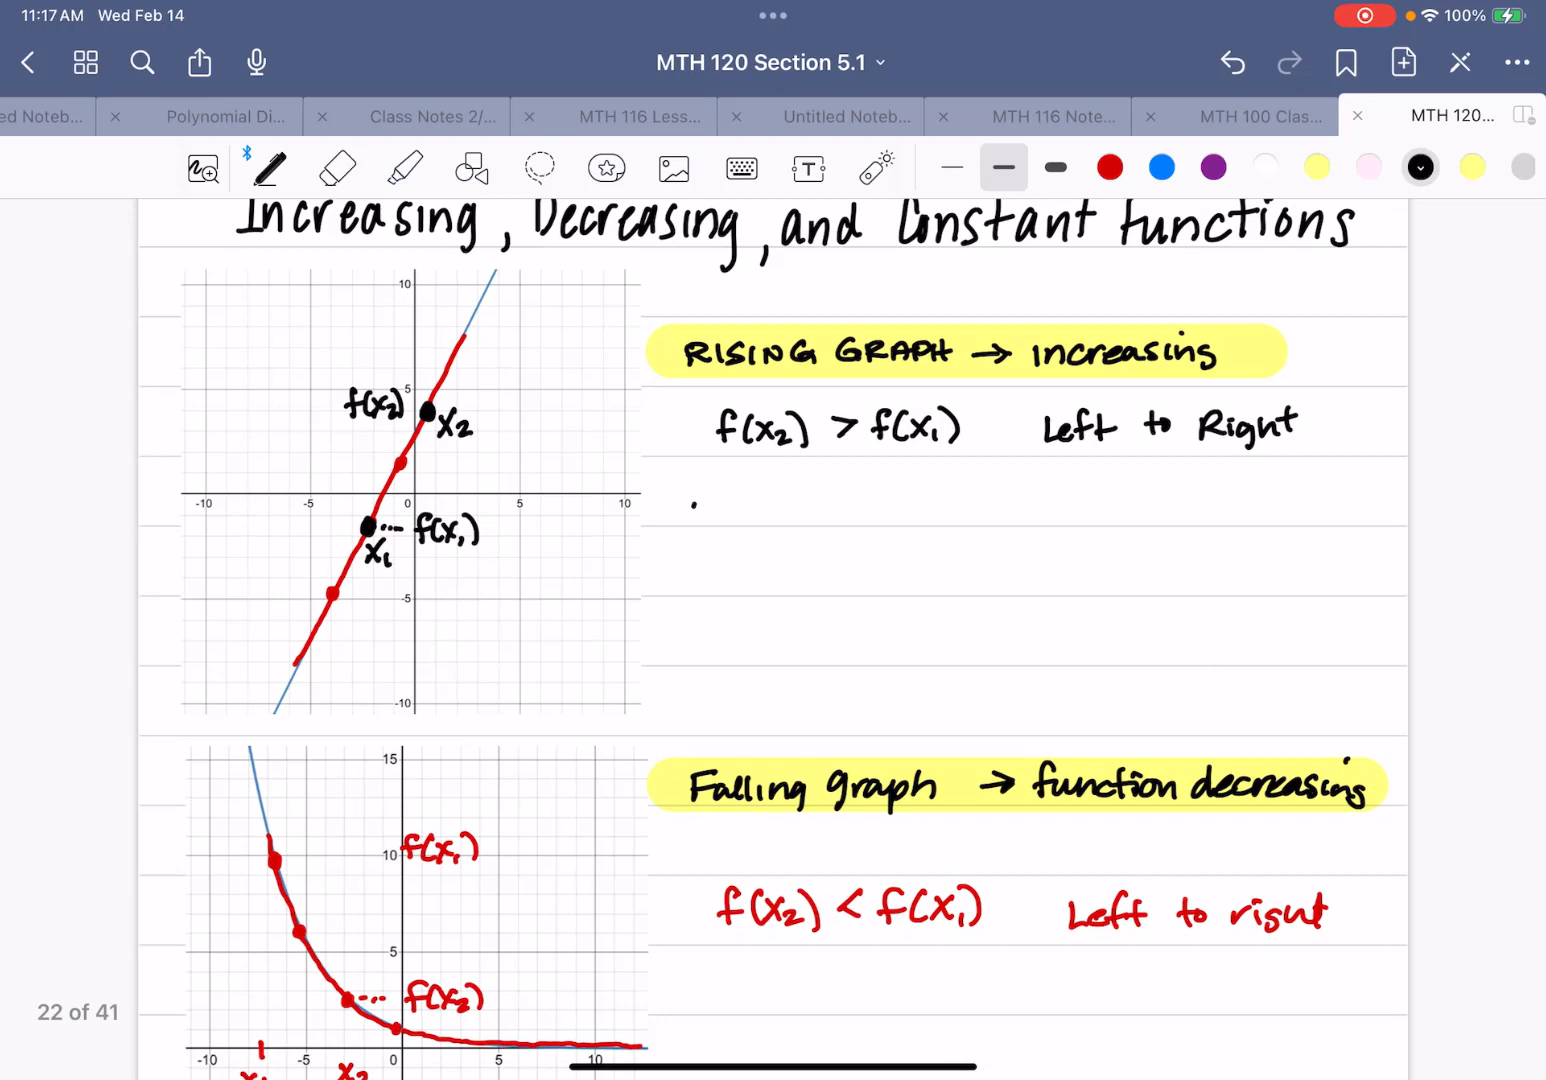 11:17 AM Wed Feb 14
100%
MTH 120 Section 5.1
ed Noteb...
Polynomial Di...
Class Notes 2/...
MTH 116 Less...
Untitled Noteb...
MTH 116 Note...
MTH 100 Clas...
MTH 120...
Increasing, Decreasing, and Constant functions
10
5
0
-5
-10
-10
-5
5
10
f(x₂)
x₂
f(x₁)
x₁
RISING GRAPH → increasing
f(x₂) > f(x₁) Left to Right
15
10
5
-10
-5
0
5
10
f(x₁)
f(x₂)
x₂
Falling graph → function decreasing
f(x₂) < f(x₁) Left to right
22 of 41